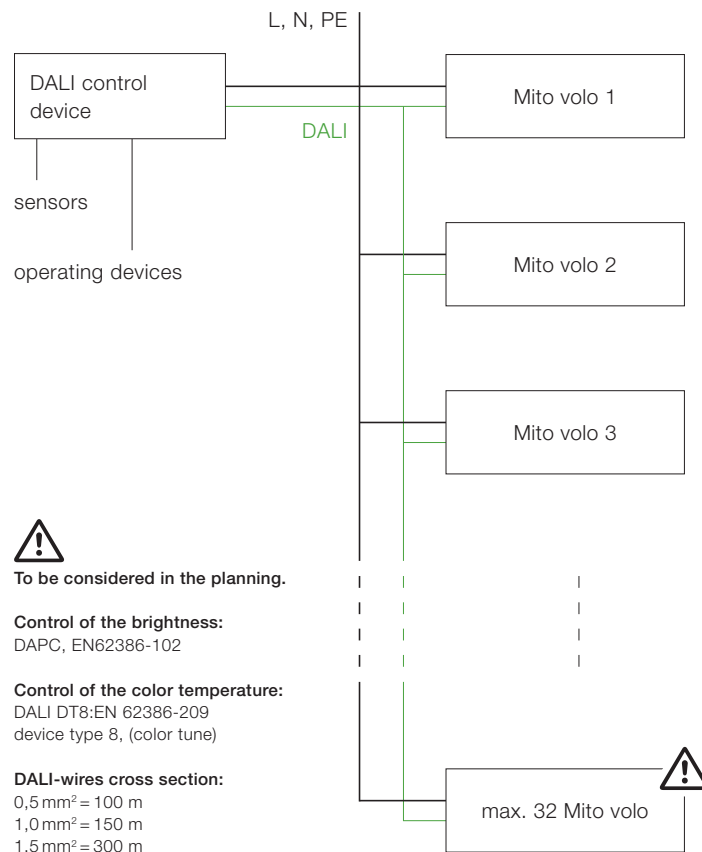 L, N, PE
DALI control
device
Mito volo 1
DALI
sensors
operating devices
Mito volo 2
Mito volo 3
To be considered in the planning.
Control of the brightness:
DAPC, EN62386-102
Control of the color temperature:
DALI DT8:EN 62386-209
device type 8, (color tune)
DALI-wires cross section:
0,5 mm² = 100 m
1,0 mm² = 150 m
1,5 mm² = 300 m
max. 32 Mito volo